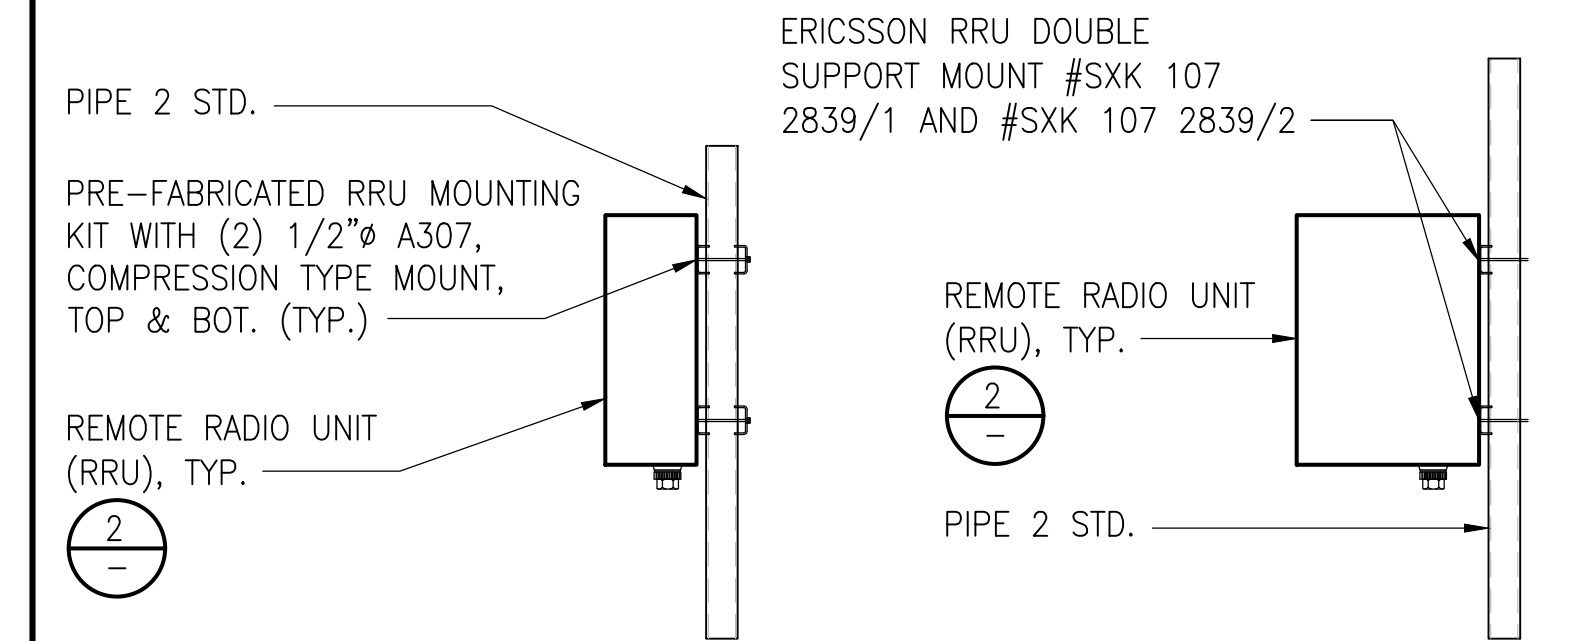 PIPE 2 STD.
PRE-FABRICATED RRU MOUNTING
KIT WITH (2) 1/2"ø A307,
COMPRESSION TYPE MOUNT,
TOP & BOT. (TYP.)
REMOTE RADIO UNIT
(RRU), TYP.
2
-
ERICSSON RRU DOUBLE
SUPPORT MOUNT #SXK 107
2839/1 AND #SXK 107 2839/2
REMOTE RADIO UNIT
(RRU), TYP.
2
-
PIPE 2 STD.